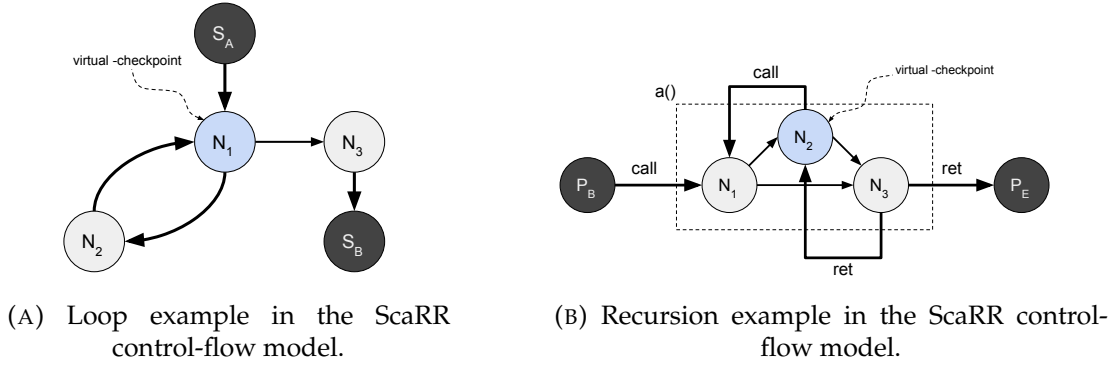 S_A
virtual -checkpoint
N_1
N_3
N_2
S_B
(A) Loop example in the ScaRR
control-flow model.
virtual -checkpoint
call
a()
N_2
call
ret
P_B
N_1
N_3
P_E
ret
(B) Recursion example in the ScaRR control-
flow model.